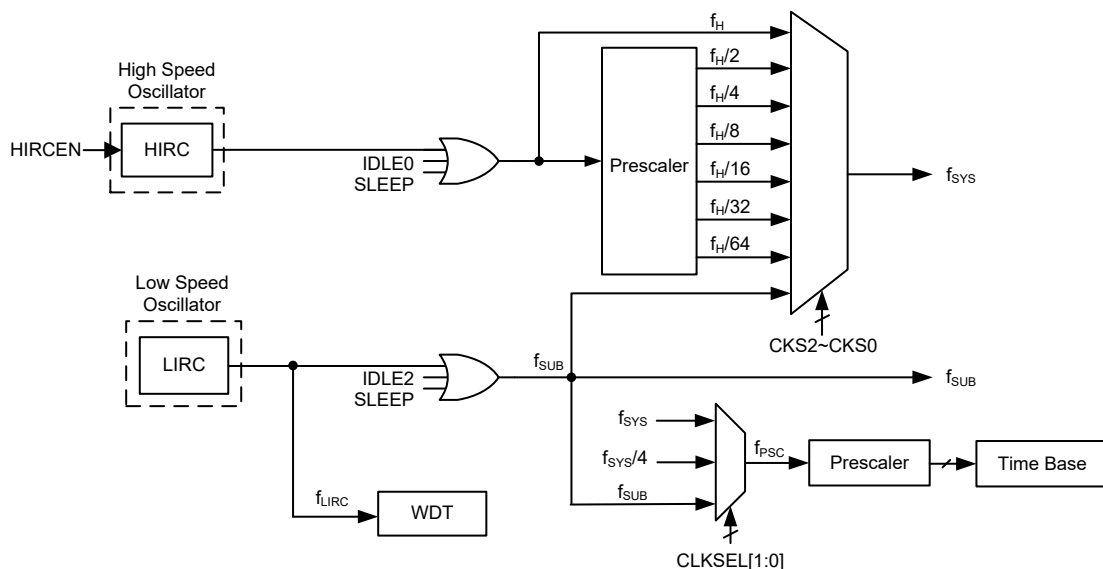 High Speed
Oscillator
HIRCEN
HIRC
IDLE0
SLEEP
Prescaler
fH
fH/2
fH/4
fH/8
fH/16
fH/32
fH/64
fSYS
CKS2~CKS0
Low Speed
Oscillator
LIRC
IDLE2
SLEEP
fSUB
fSUB
fLIRC
WDT
fSYS
fSYS/4
fSUB
fPSC
Prescaler
Time Base
CLKSEL[1:0]